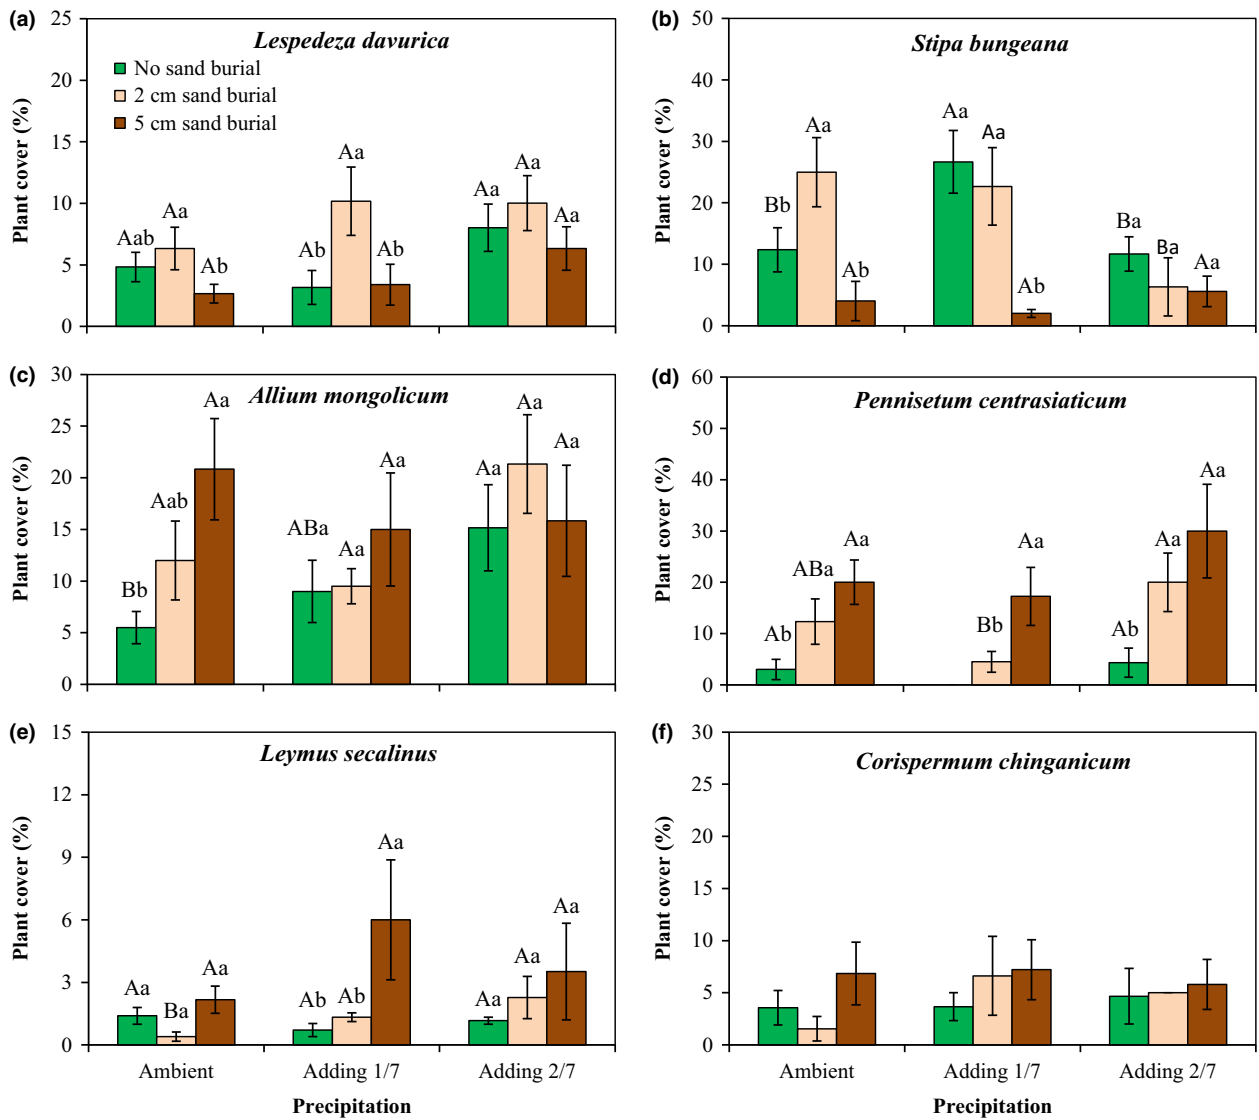 (a)
Lespedeza davurica
No sand burial
2 cm sand burial
5 cm sand burial
Plant cover (%)
25
20
15
10
5
0
Aab
Aa
Ab
Ab
Aa
Ab
Aa
Aa
Aa
(b)
Stipa bungeana
Plant cover (%)
50
40
30
20
10
0
Bb
Aa
Ab
Aa
Aa
Ab
Ba
Ba
Aa
(c)
Allium mongolicum
Plant cover (%)
30
25
20
15
10
5
0
Bb
Aab
Aa
ABa
Aa
Aa
Aa
Aa
Aa
(d)
Pennisetum centrasiaticum
Plant cover (%)
60
50
40
30
20
10
0
Ab
ABa
Aa
Bb
Aa
Ab
Aa
Aa
(e)
Leymus secalinus
Plant cover (%)
15
12
9
6
3
0
Aa
Ba
Aa
Ab
Ab
Aa
Aa
Aa
Aa
Ambient
Adding 1/7
Adding 2/7
Precipitation
(f)
Corispermum chinganicum
Plant cover (%)
30
25
20
15
10
5
0
Ambient
Adding 1/7
Adding 2/7
Precipitation